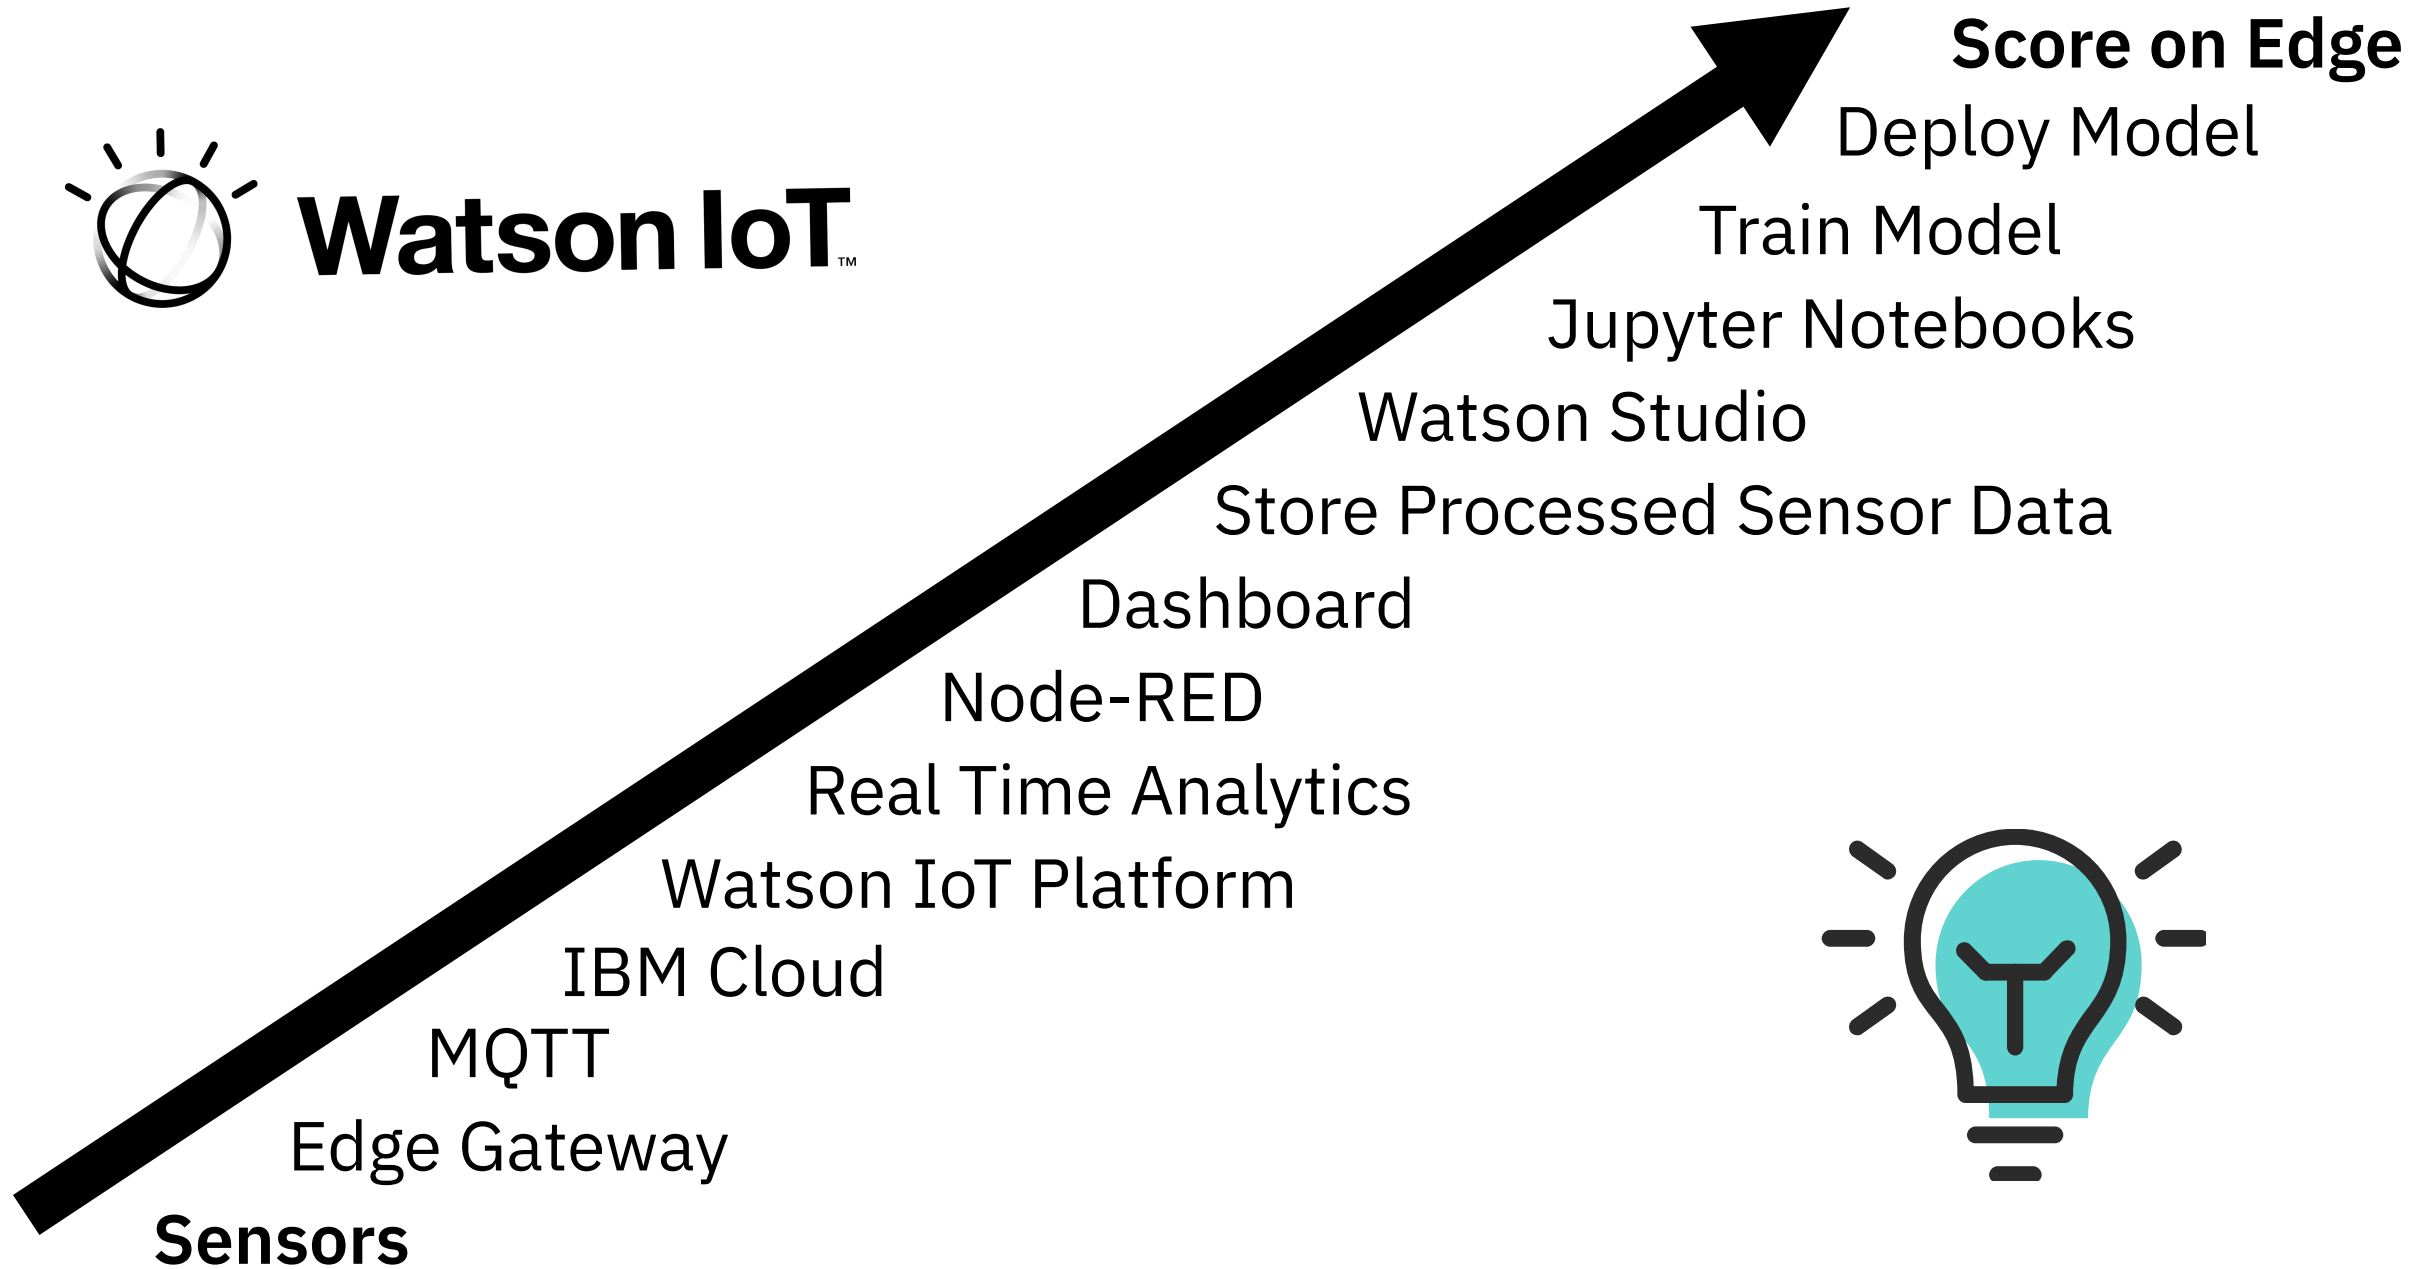 Score on Edge
Deploy Model
Watson IoT™
Train Model
Jupyter Notebooks
Watson Studio
Store Processed Sensor Data
Dashboard
Node-RED
Real Time Analytics
Watson IoT Platform
IBM Cloud
MQTT
Edge Gateway
Sensors